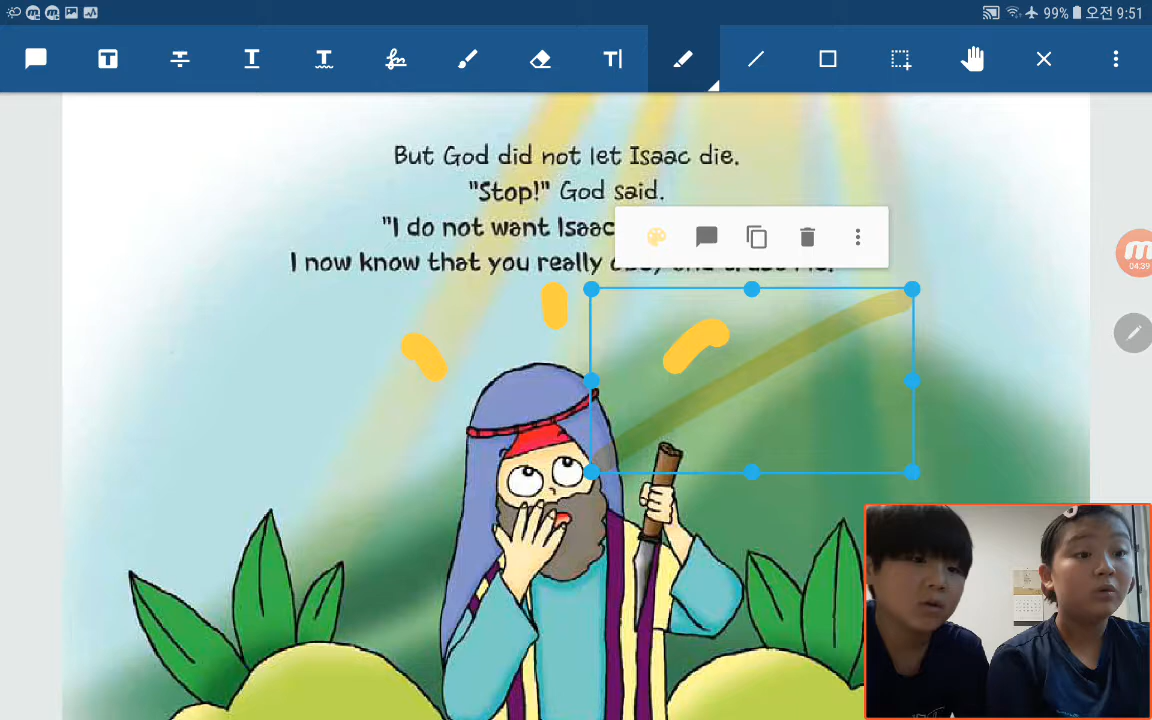 99% 오전 9:51
But God did not let Isaac die.
"Stop!" God said.
"I do not want Isaac
I now know that you really
04:39